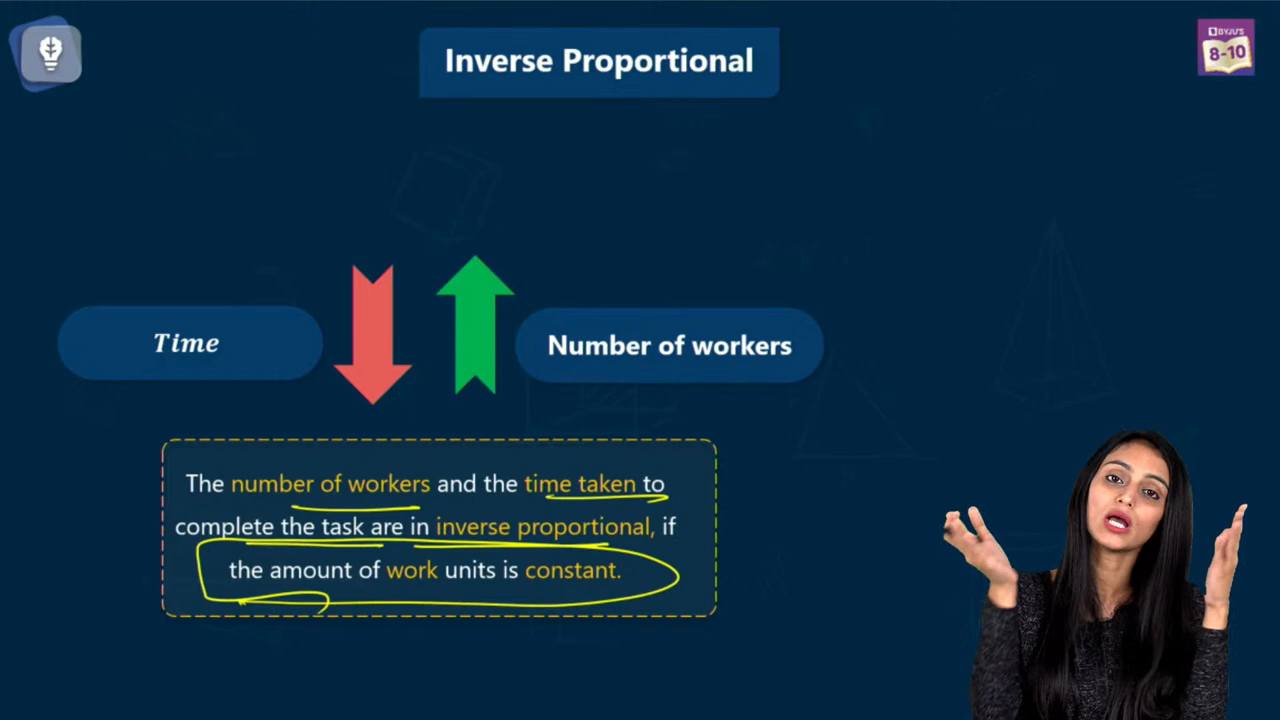 Inverse Proportional
BYJU'S
8-10
Time
Number of workers
The number of workers and the time taken to
complete the task are in inverse proportional, if
the amount of work units is constant.